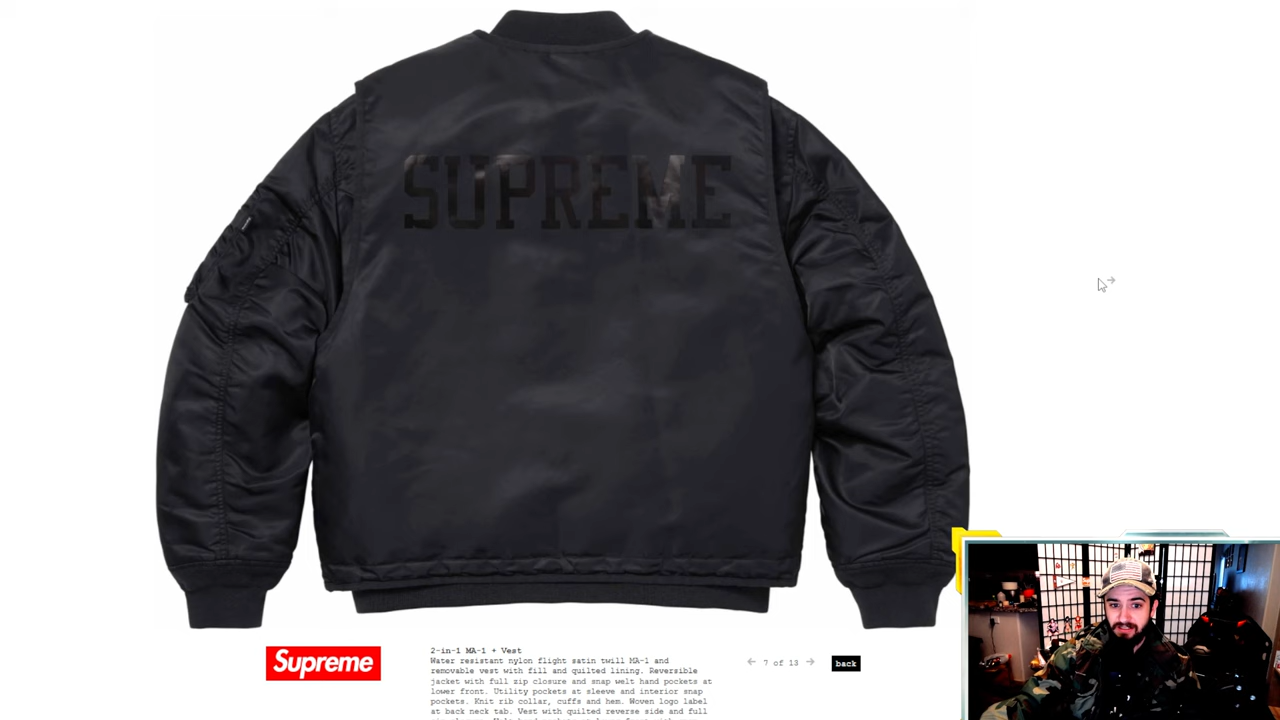 SUPREME
Supreme
2-in-1 MA-1 + Vest
Water resistant nylon flight satin twill MA-1 and
removable vest with fill and quilted lining. Reversible
jacket with full zip closure and snap welt hand pockets at
lower front. Utility pockets at sleeve and interior snap
pockets. Knit rib collar, cuffs and hem. Woven logo label
at back neck tab. Vest with quilted reverse side and full
← 7 of 13 →
back